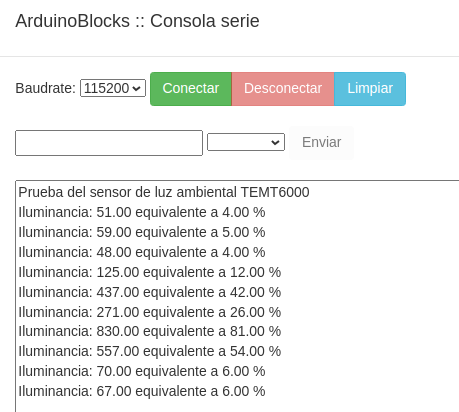 ArduinoBlocks :: Consola serie
Baudrate: 115200 Conectar Desconectar Limpiar
Enviar
Prueba del sensor de luz ambiental TEMT6000
Iluminancia: 51.00 equivalente a 4.00 %
Iluminancia: 59.00 equivalente a 5.00 %
Iluminancia: 48.00 equivalente a 4.00 %
Iluminancia: 125.00 equivalente a 12.00 %
Iluminancia: 437.00 equivalente a 42.00 %
Iluminancia: 271.00 equivalente a 26.00 %
Iluminancia: 830.00 equivalente a 81.00 %
Iluminancia: 557.00 equivalente a 54.00 %
Iluminancia: 70.00 equivalente a 6.00 %
Iluminancia: 67.00 equivalente a 6.00 %